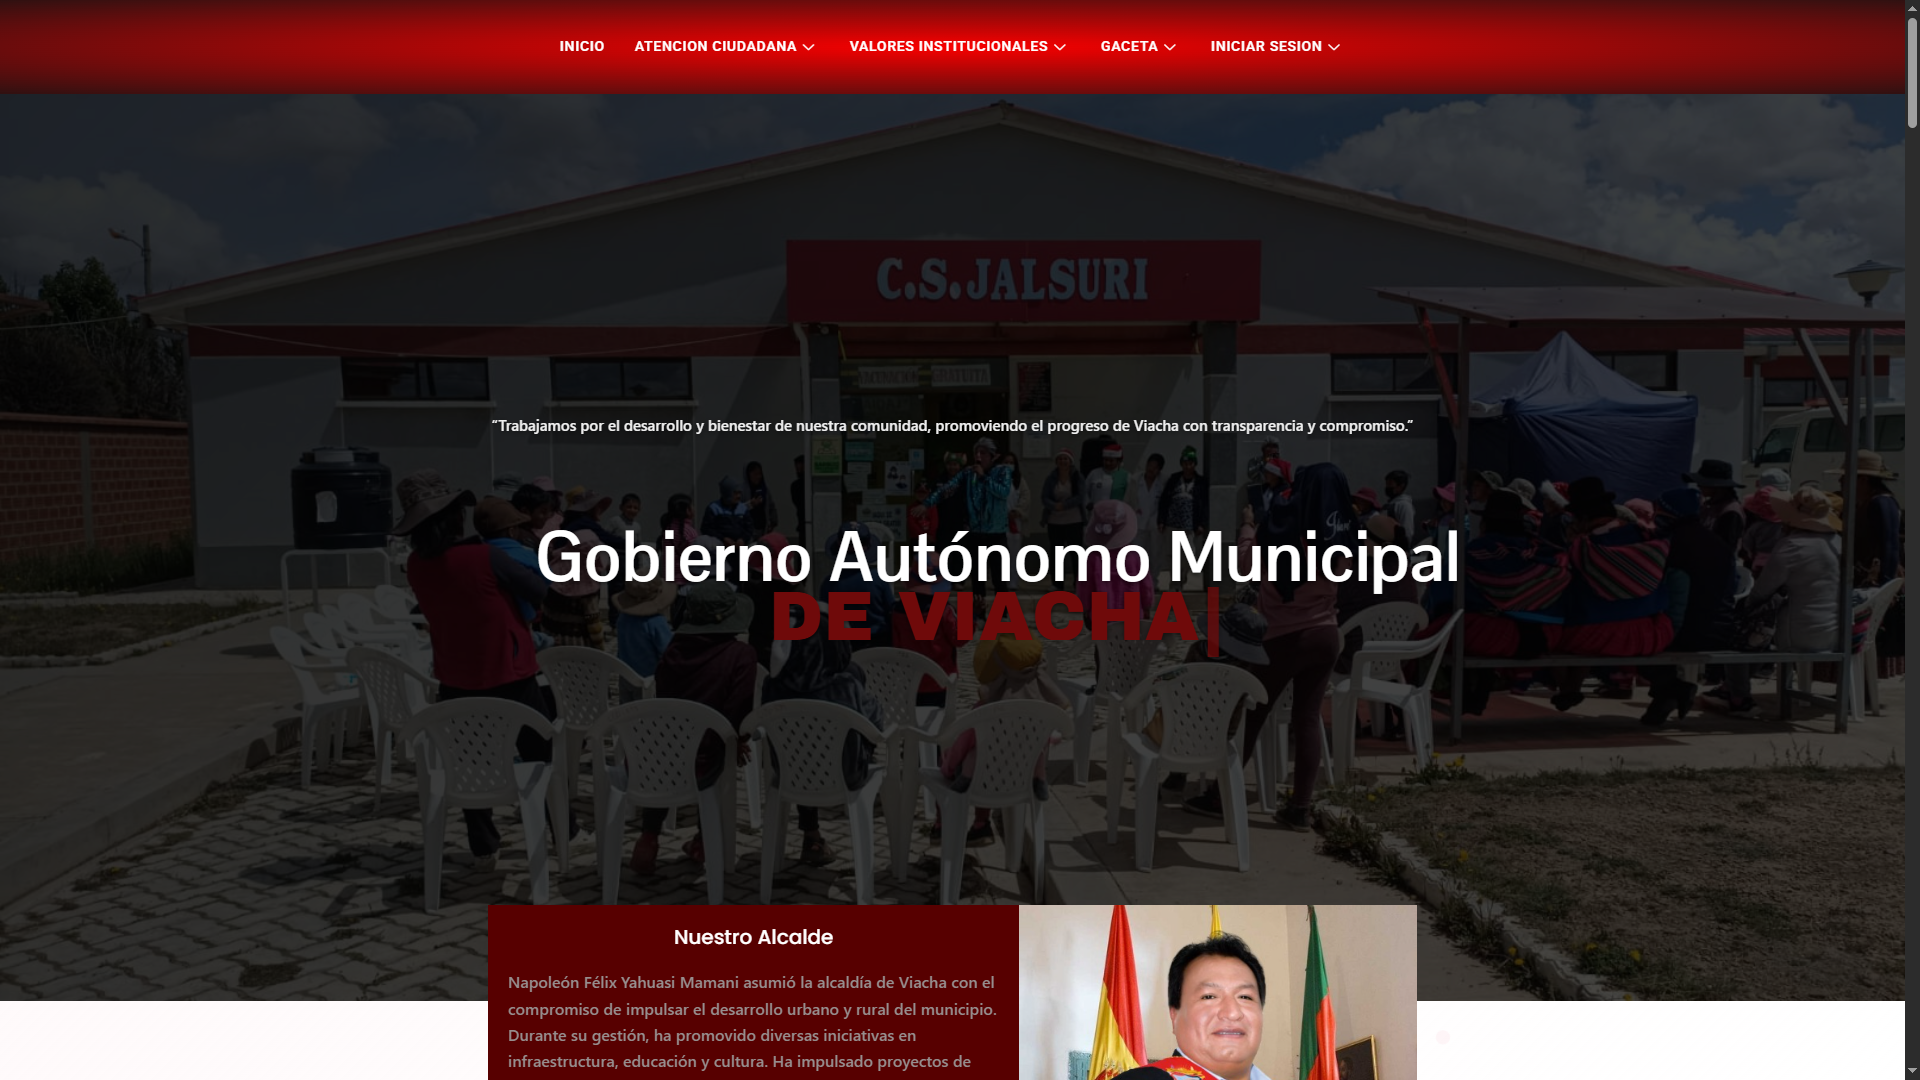 INICIO
ATENCION CIUDADANA
VALORES INSTITUCIONALES
GACETA
INICIAR SESION
C.S. JALSURI
ATENCION GRATUITA
"Trabajamos por el desarrollo y bienestar de nuestra comunidad, promoviendo el progreso de Viacha con transparencia y compromiso."
Gobierno Autónomo Municipal
DE VIACHA|
Nuestro Alcalde
Napoleón Félix Yahuasi Mamani asumió la alcaldía de Viacha con el
compromiso de impulsar el desarrollo urbano y rural del municipio.
Durante su gestión, ha promovido diversas iniciativas en
infraestructura, educación y cultura. Ha impulsado proyectos de